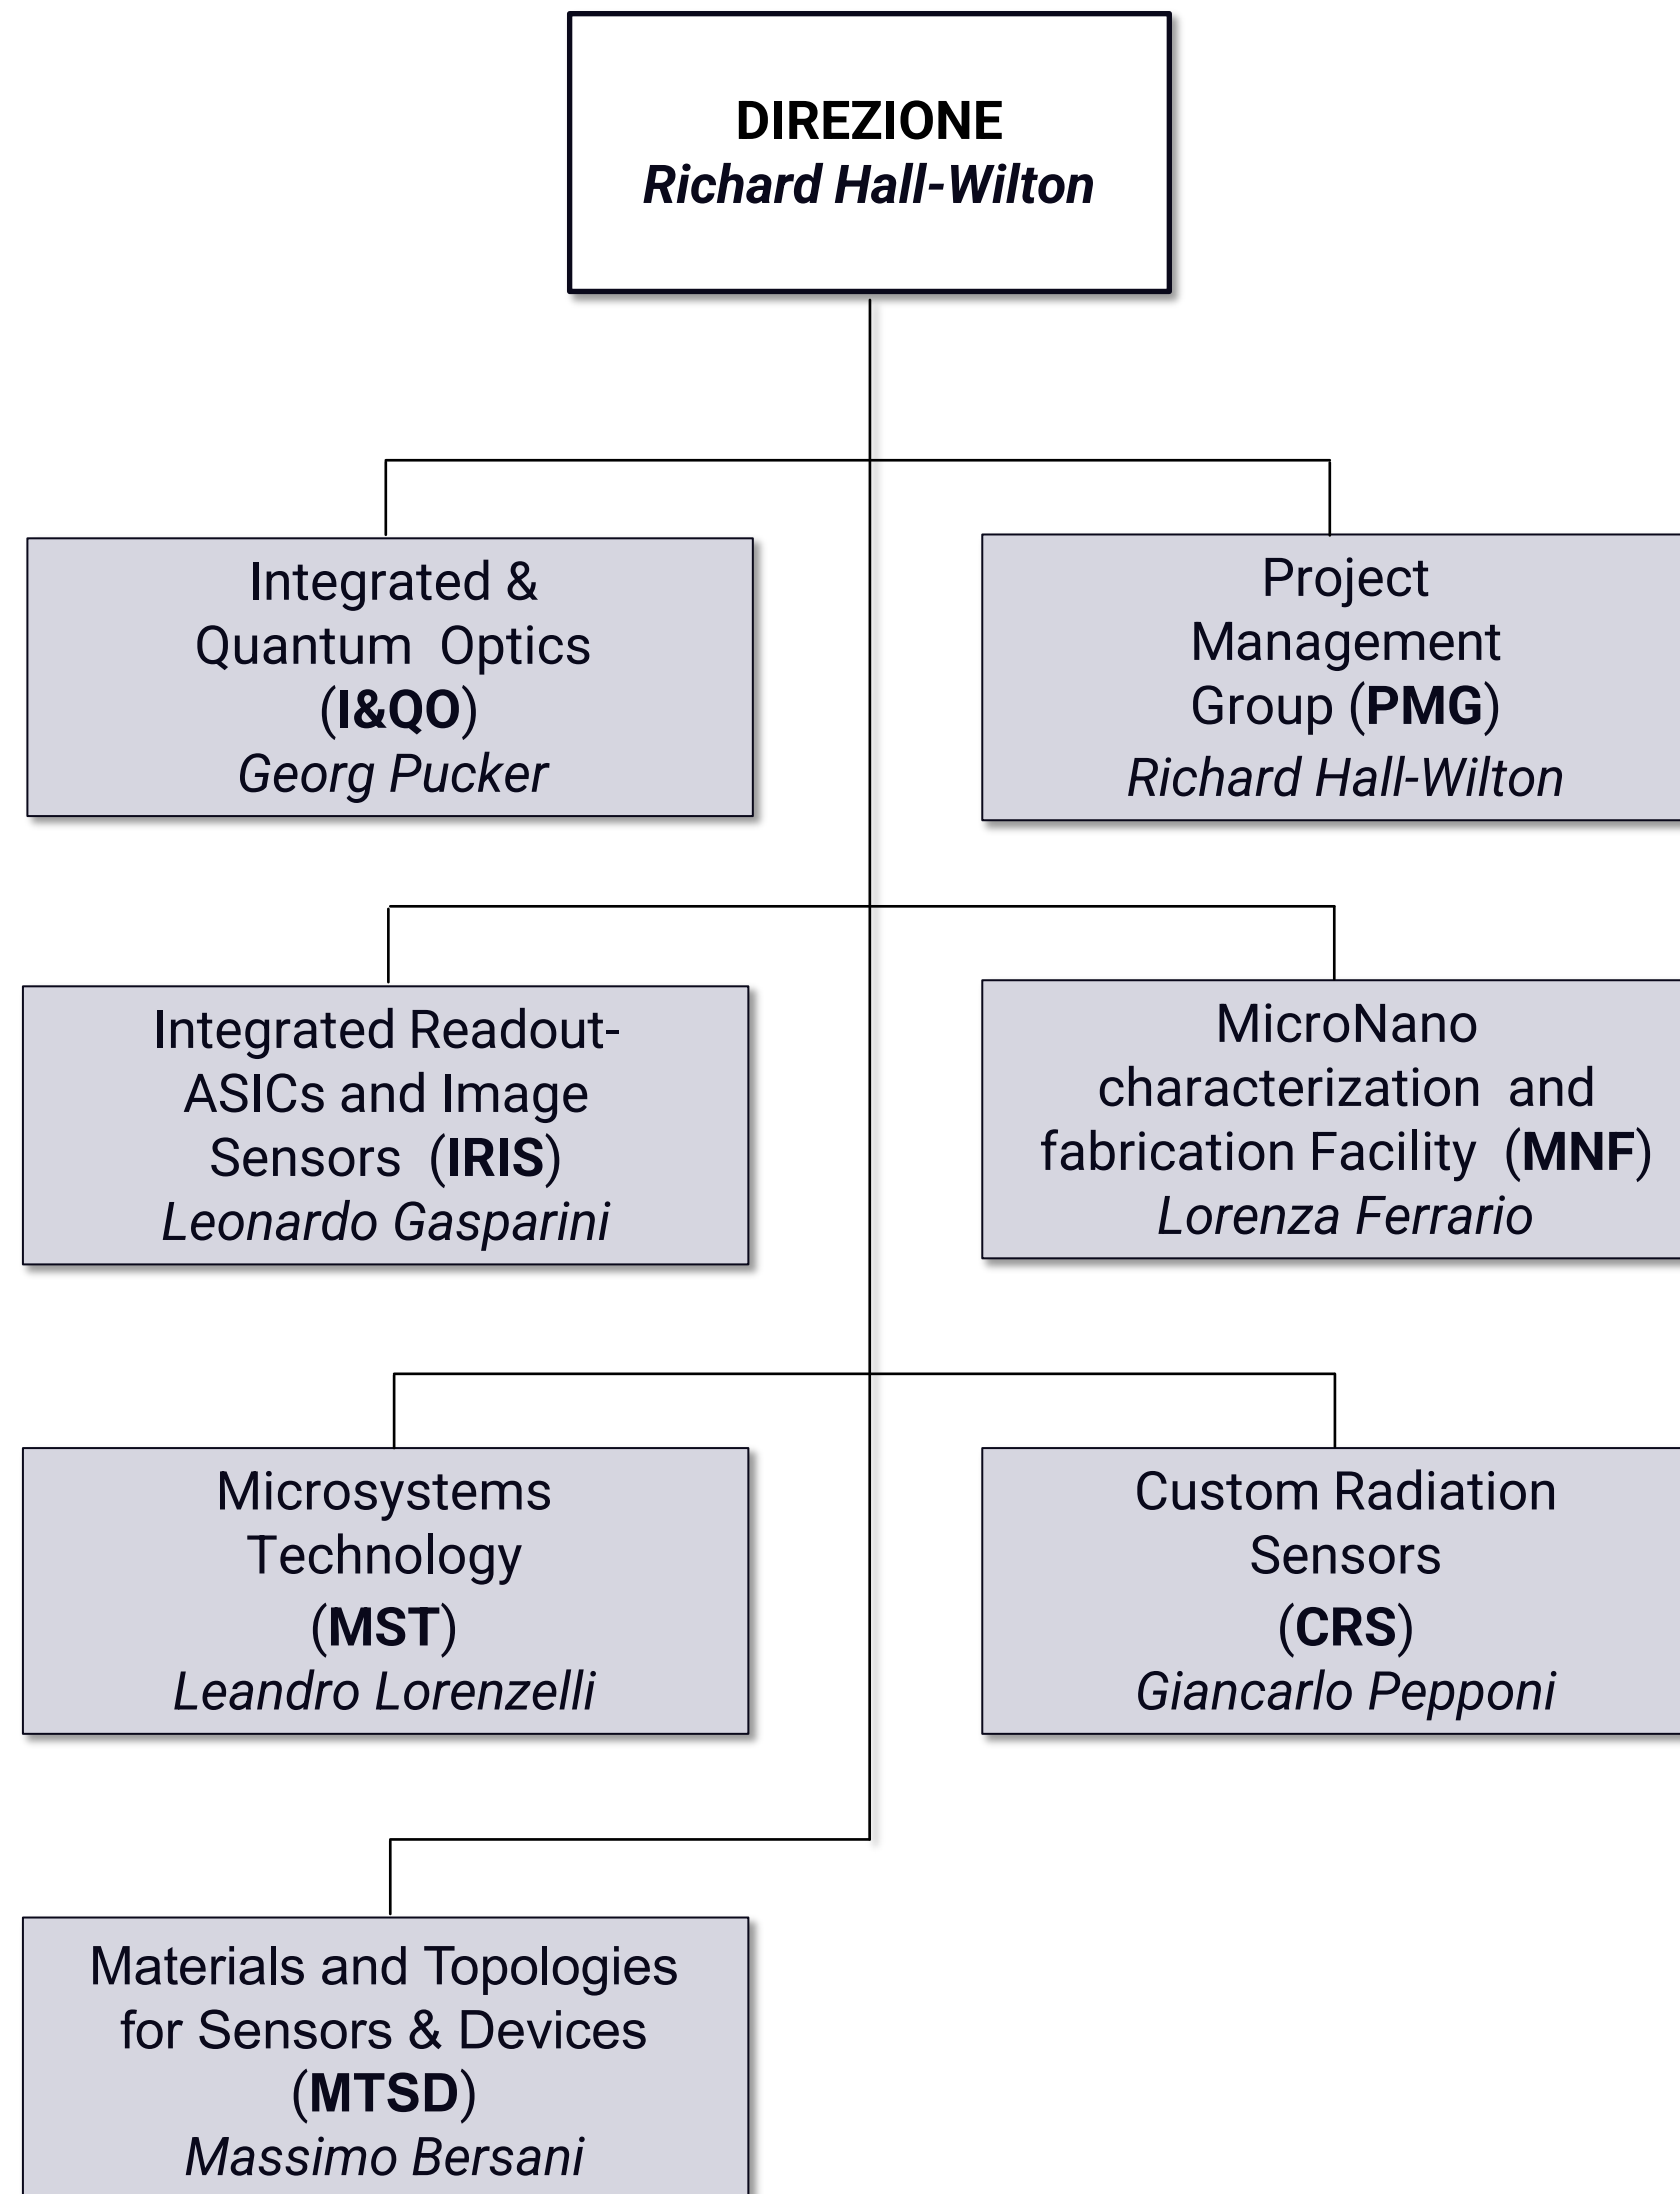 DIREZIONE
Richard Hall-Wilton
Integrated &
Quantum Optics
(I&QO)
Georg Pucker
Project
Management
Group (PMG)
Richard Hall-Wilton
Integrated Readout-
ASICs and Image
Sensors (IRIS)
Leonardo Gasparini
MicroNano
characterization and
fabrication Facility (MNF)
Lorenza Ferrario
Microsystems
Technology
(MST)
Leandro Lorenzelli
Custom Radiation
Sensors
(CRS)
Giancarlo Pepponi
Materials and Topologies
for Sensors & Devices
(MTSD)
Massimo Bersani